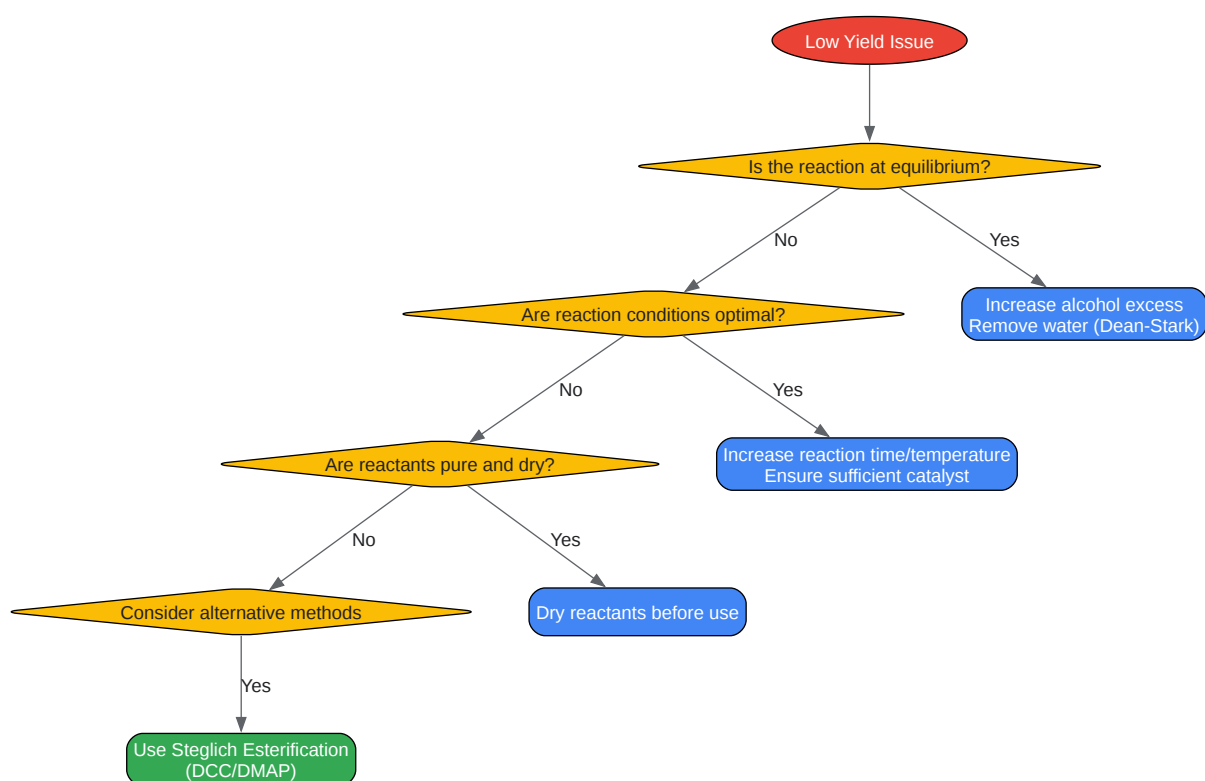 Low Yield Issue
Is the reaction at equilibrium?
No
Yes
Are reaction conditions optimal?
Increase alcohol excess
Remove water (Dean-Stark)
No
Yes
Are reactants pure and dry?
Increase reaction time/temperature
Ensure sufficient catalyst
No
Yes
Consider alternative methods
Dry reactants before use
Yes
Use Steglich Esterification
(DCC/DMAP)